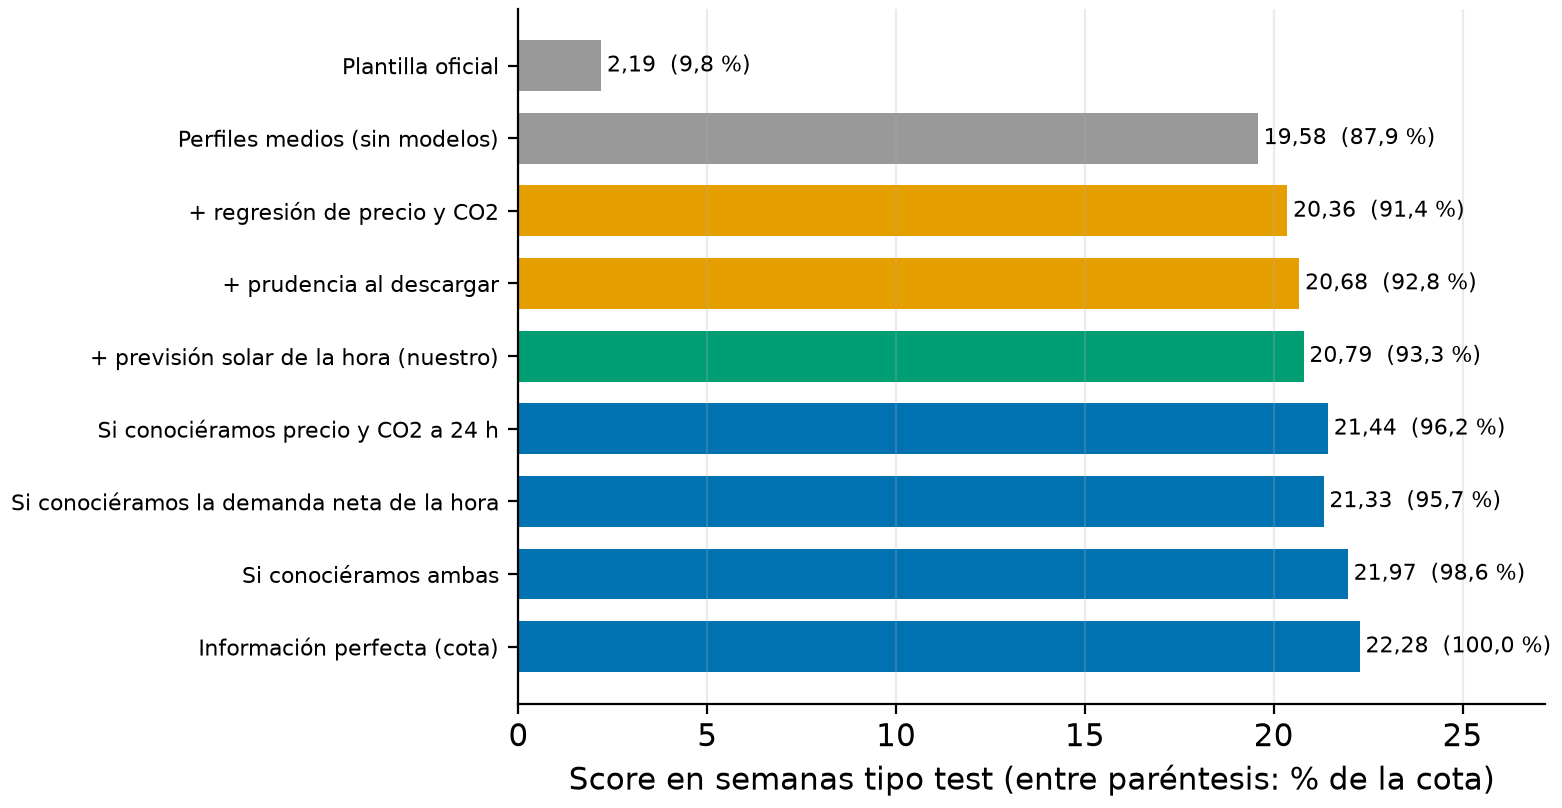 Plantilla oficial 2,19 (9,8 %)
Perfiles medios (sin modelos) 19,58 (87,9 %)
+ regresión de precio y CO2 20,36 (91,4 %)
+ prudencia al descargar 20,68 (92,8 %)
+ previsión solar de la hora (nuestro) 20,79 (93,3 %)
Si conociéramos precio y CO2 a 24 h 21,44 (96,2 %)
Si conociéramos la demanda neta de la hora 21,33 (95,7 %)
Si conociéramos ambas 21,97 (98,6 %)
Información perfecta (cota) 22,28 (100,0 %)
0 5 10 15 20 25
Score en semanas tipo test (entre paréntesis: % de la cota)